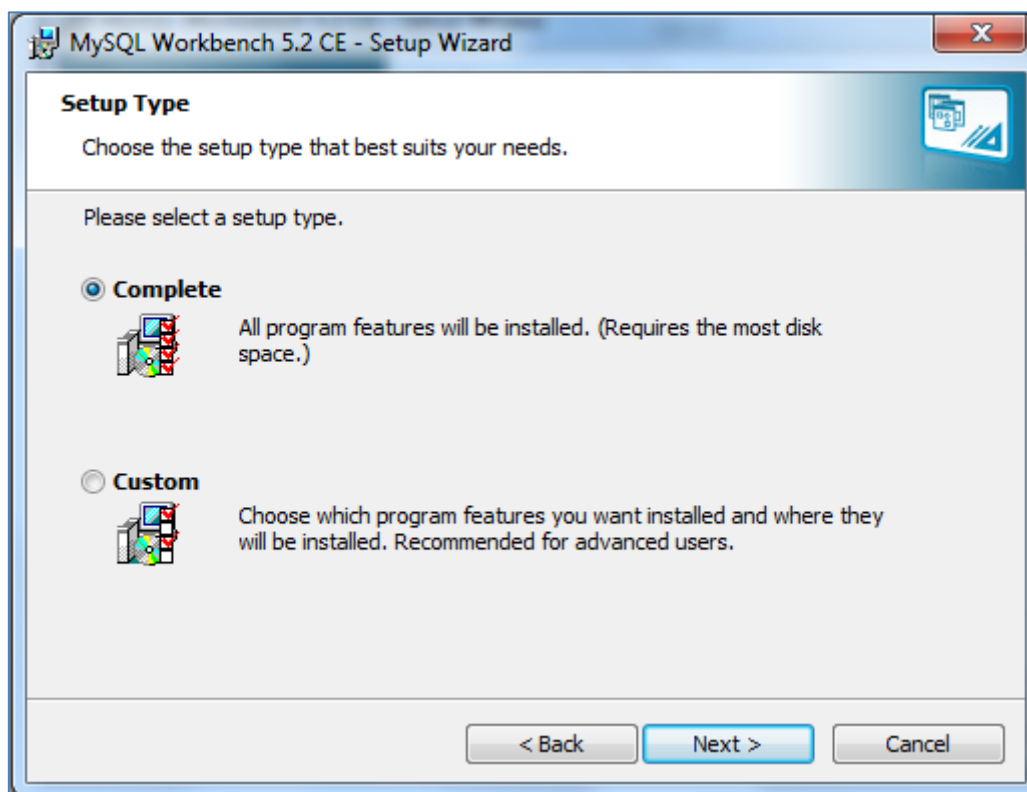 MySQL Workbench 5.2 CE - Setup Wizard
Setup Type
Choose the setup type that best suits your needs.
Please select a setup type.
Complete
All program features will be installed. (Requires the most disk
space.)
Custom
Choose which program features you want installed and where they
will be installed. Recommended for advanced users.
< Back
Next >
Cancel